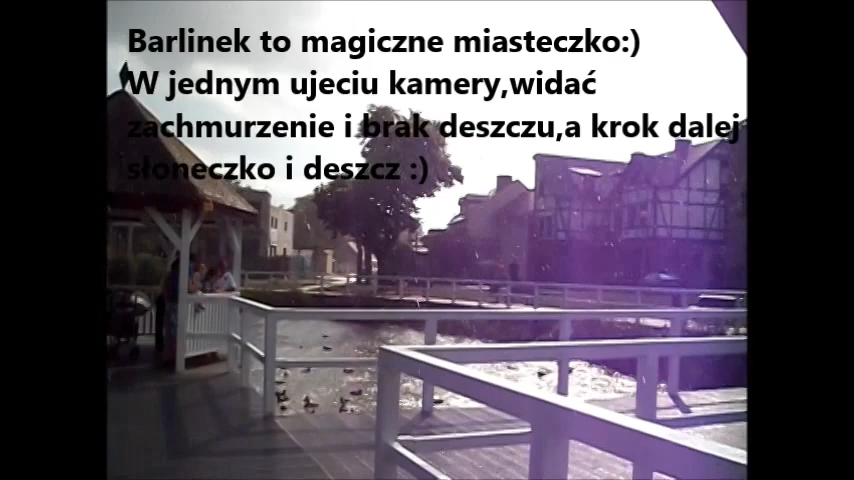 Barlinek to magiczne miasteczko:)
W jednym ujeciu kamery,widać
zachmurzenie i brak deszczu,a krok dalej
słoneczko i deszcz :)